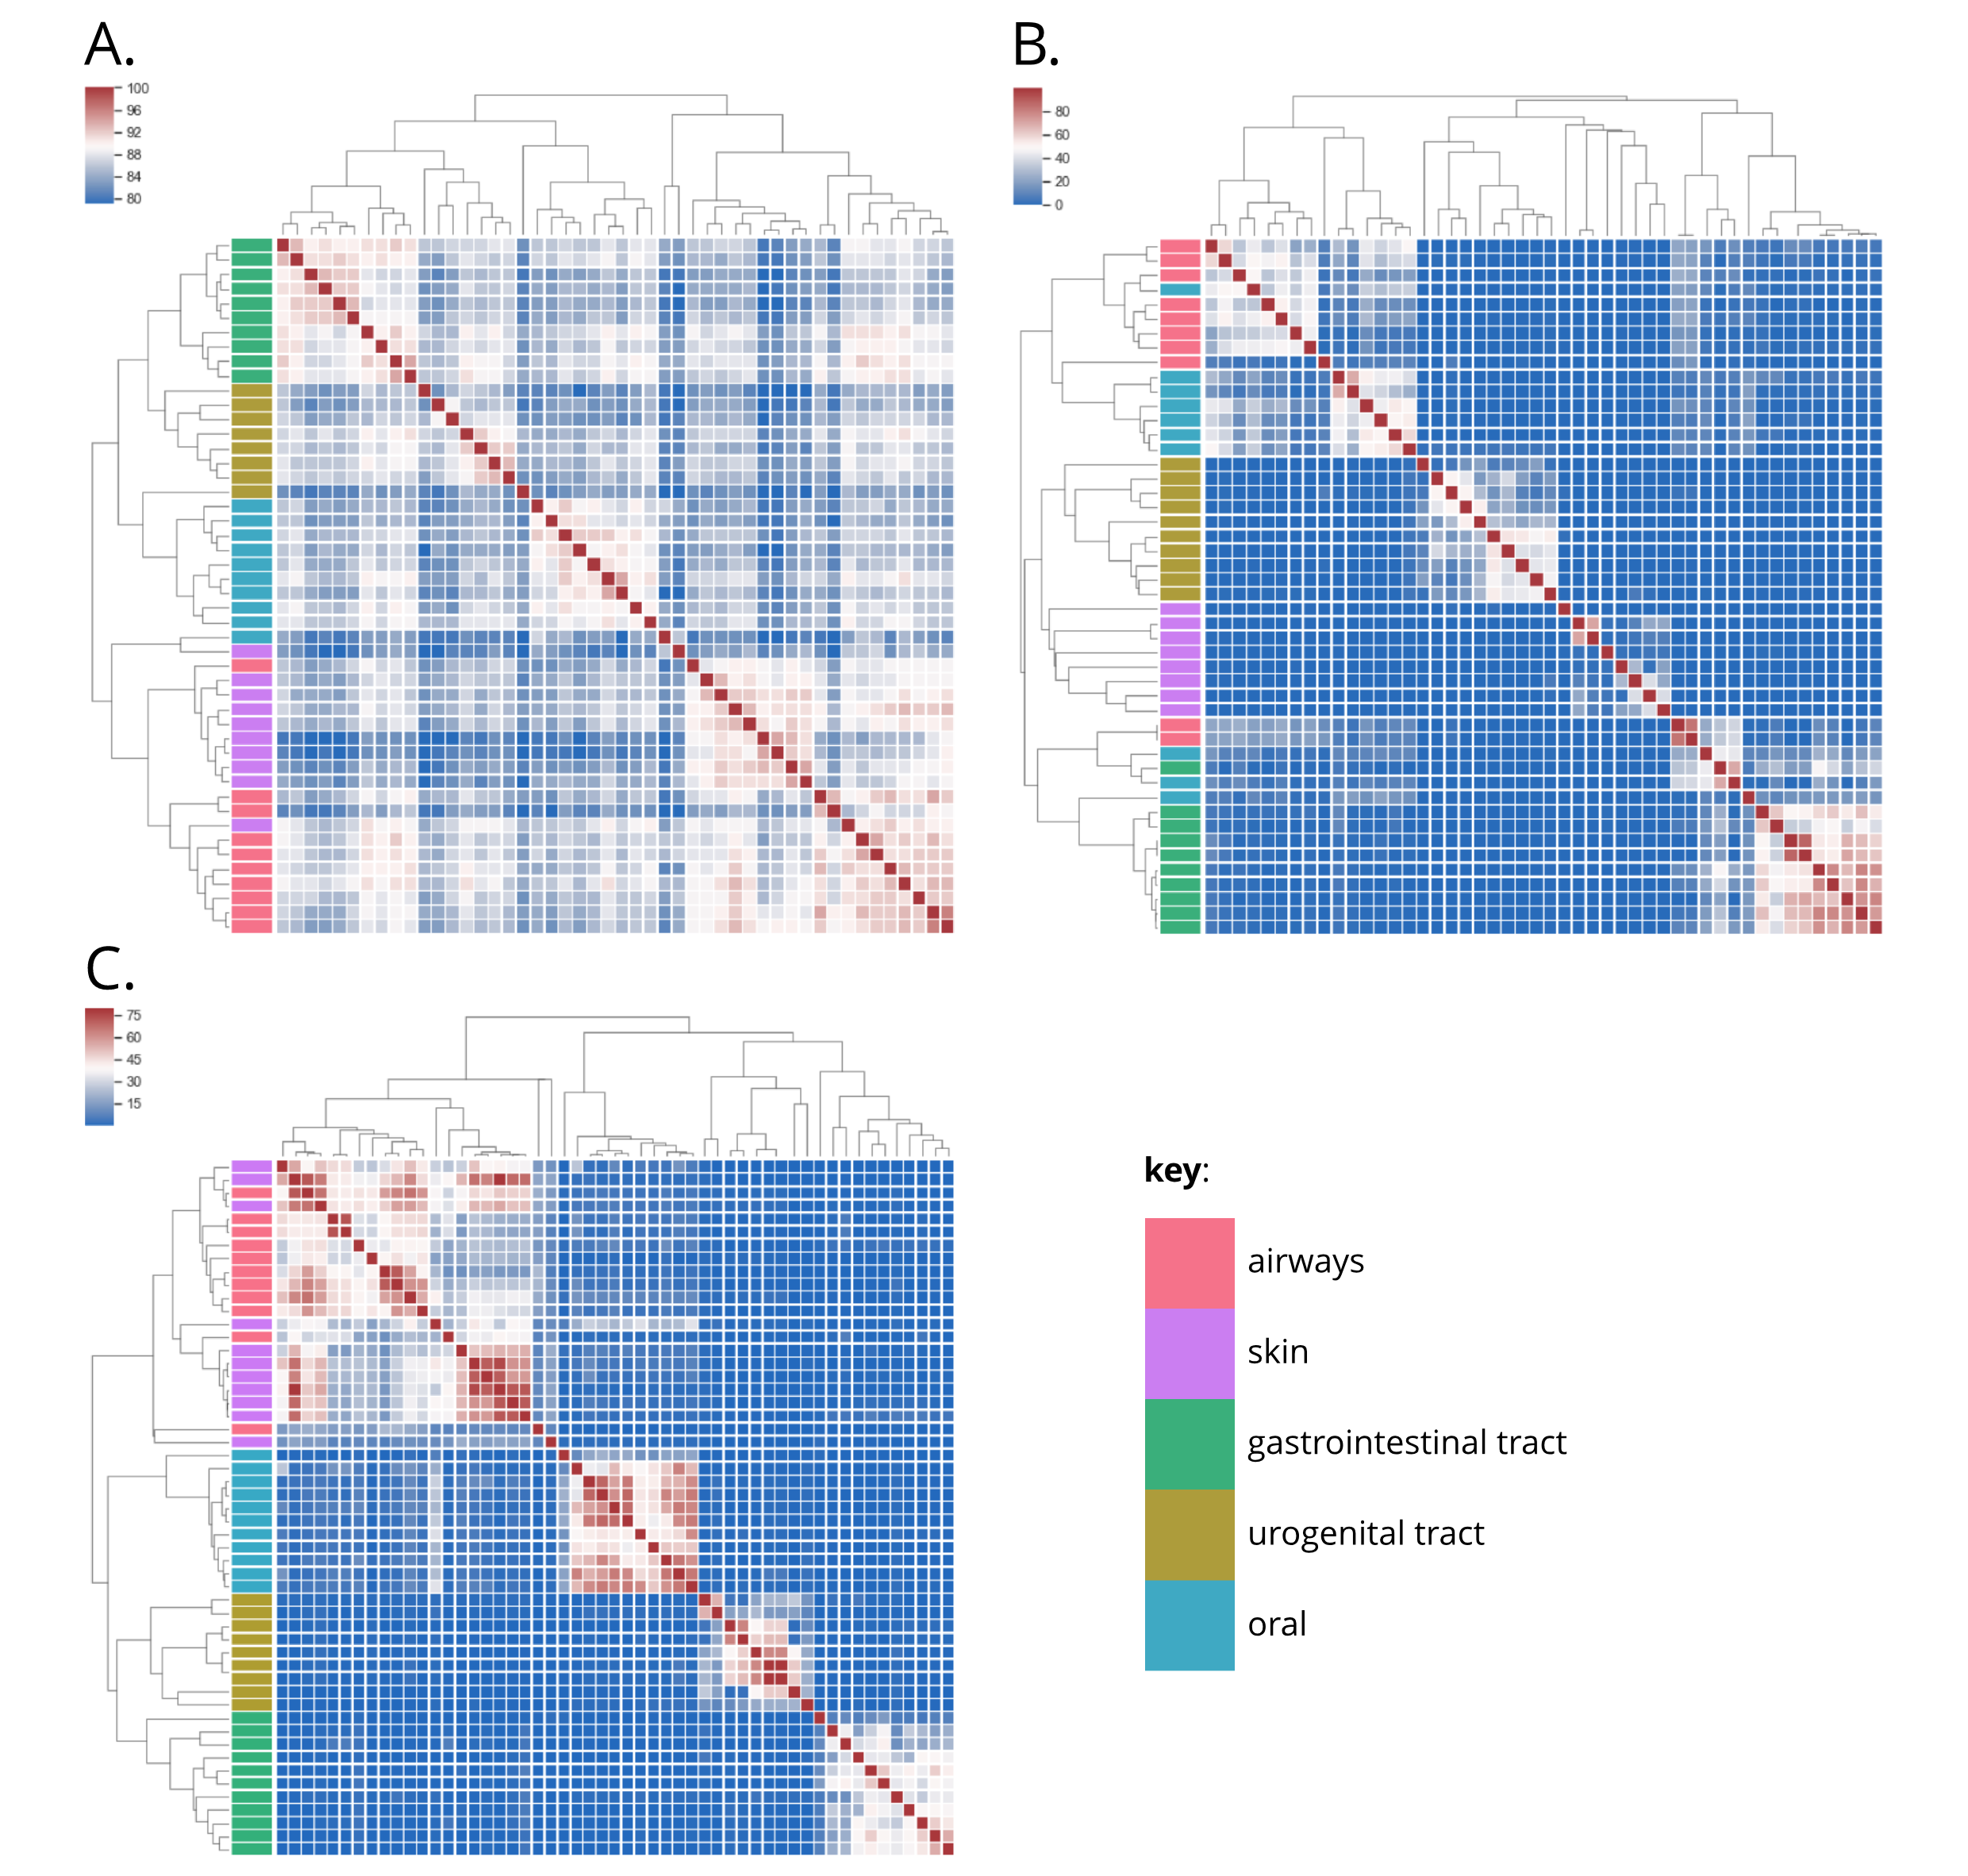 A.
100
96
92
88
84
80
B.
80
60
40
20
0
C.
75
60
45
30
15
key:
airways
skin
gastrointestinal tract
urogenital tract
oral